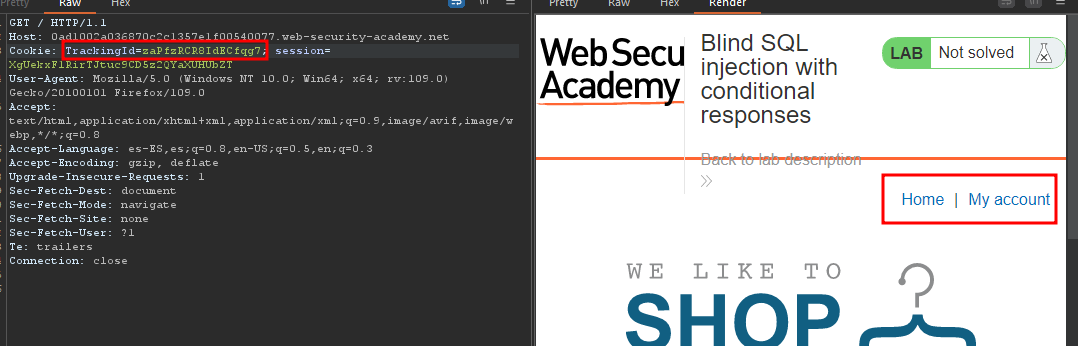 Pretty Raw Hex
GET / HTTP/1.1
Host: 0ad1002a036870c2c1357e1f00540077.web-security-academy.net
Cookie: TrackingId=zaPfzRCR8IdECfqg7; session=
XgUekxFlRirTJtuc9CD5z2QYaXUHUbZT
User-Agent: Mozilla/5.0 (Windows NT 10.0; Win64; x64; rv:109.0)
Gecko/20100101 Firefox/109.0
Accept:
text/html,application/xhtml+xml,application/xml;q=0.9,image/avif,image/w
ebp,*/*;q=0.8
Accept-Language: es-ES,es;q=0.8,en-US;q=0.5,en;q=0.3
Accept-Encoding: gzip, deflate
Upgrade-Insecure-Requests: 1
Sec-Fetch-Dest: document
Sec-Fetch-Mode: navigate
Sec-Fetch-Site: none
Sec-Fetch-User: ?1
Te: trailers
Connection: close
Pretty Raw Hex Render
Web Secu
Academy
Blind SQL
injection with
conditional
responses
LAB Not solved
Back to lab description
Home | My account
WE LIKE TO
SHOP